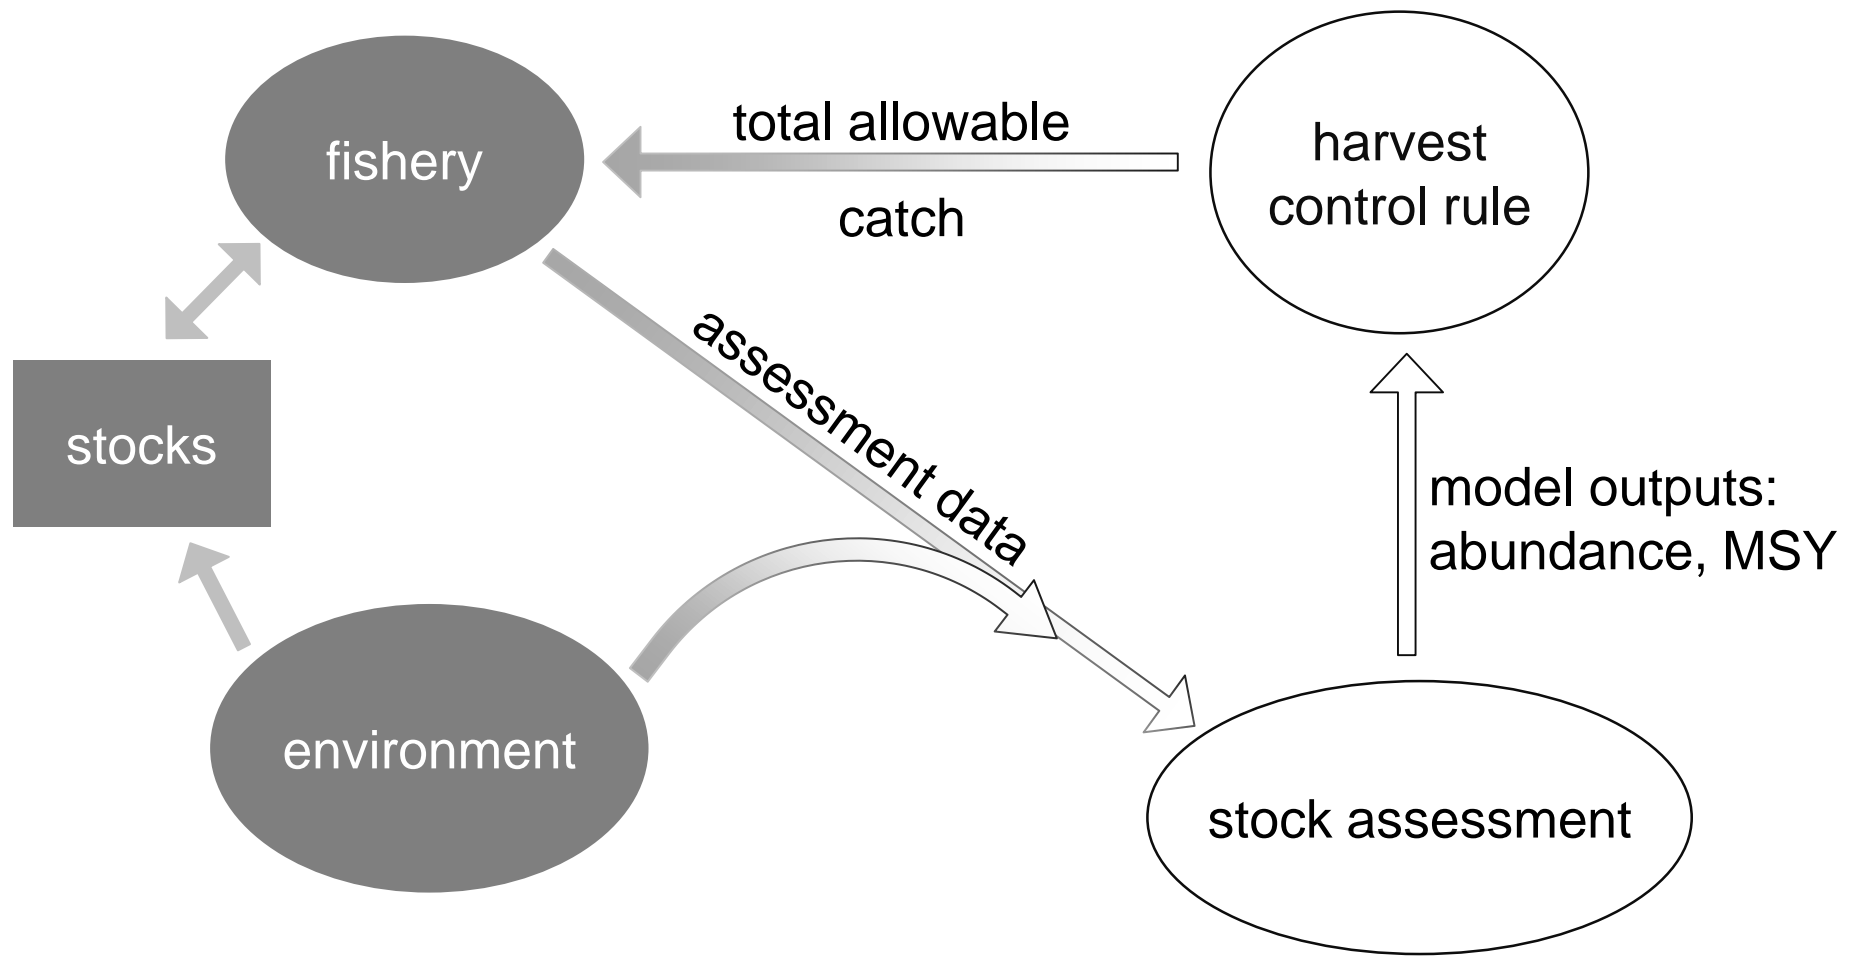 fishery
total allowable
catch
harvest
control rule
assessment data
stocks
model outputs:
abundance, MSY
environment
stock assessment